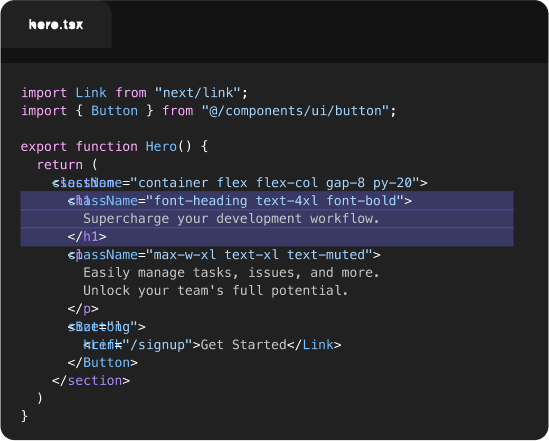 hero.tsx
import Link from "next/link";
import { Button } from "@/components/ui/button";
export function Hero() {
return (
<section className="container flex flex-col gap-8 py-20">
<h1 className="font-heading text-4xl font-bold">
Supercharge your development workflow.
</h1>
<p className="max-w-xl text-xl text-muted">
Easily manage tasks, issues, and more.
Unlock your team's full potential.
</p>
<Button size="lg">
<Link href="/signup">Get Started</Link>
</Button>
</section>
)
}